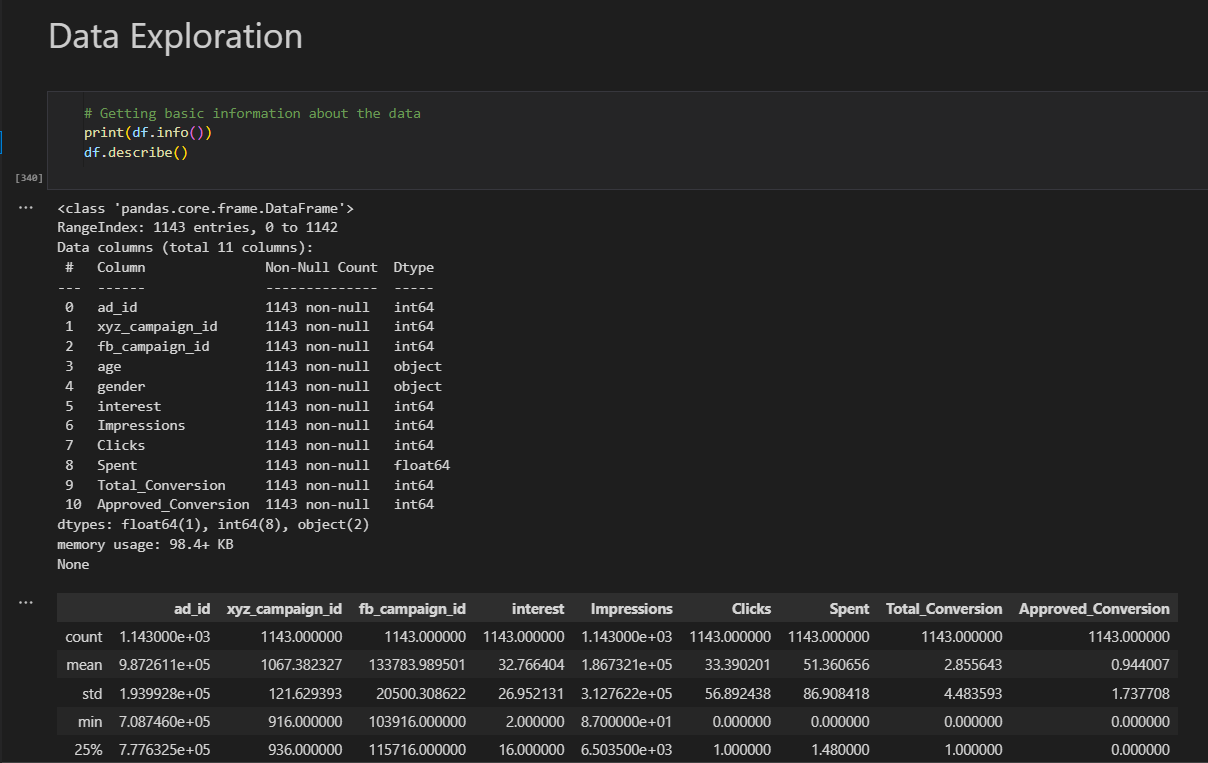 Data Exploration
# Getting basic information about the data
print(df.info())
df.describe()
[340]
...
<class 'pandas.core.frame.DataFrame'>
RangeIndex: 1143 entries, 0 to 1142
Data columns (total 11 columns):
 #   Column               Non-Null Count  Dtype
---  ------               --------------  -----
 0   ad_id                1143 non-null   int64
 1   xyz_campaign_id      1143 non-null   int64
 2   fb_campaign_id       1143 non-null   int64
 3   age                  1143 non-null   object
 4   gender               1143 non-null   object
 5   interest             1143 non-null   int64
 6   Impressions          1143 non-null   int64
 7   Clicks               1143 non-null   int64
 8   Spent                1143 non-null   float64
 9   Total_Conversion     1143 non-null   int64
 10  Approved_Conversion  1143 non-null   int64
dtypes: float64(1), int64(8), object(2)
memory usage: 98.4+ KB
None
...
ad_id xyz_campaign_id fb_campaign_id interest Impressions Clicks Spent Total_Conversion Approved_Conversion
count 1.143000e+03 1143.000000 1143.000000 1143.000000 1.143000e+03 1143.000000 1143.000000 1143.000000 1143.000000
mean 9.872611e+05 1067.382327 133783.989501 32.766404 1.867321e+05 33.390201 51.360656 2.855643 0.944007
std 1.939928e+05 121.629393 20500.308622 26.952131 3.127622e+05 56.892438 86.908418 4.483593 1.737708
min 7.087460e+05 916.000000 103916.000000 2.000000 8.700000e+01 0.000000 0.000000 0.000000 0.000000
25% 7.776325e+05 936.000000 115716.000000 16.000000 6.503500e+03 1.000000 1.480000 1.000000 0.000000